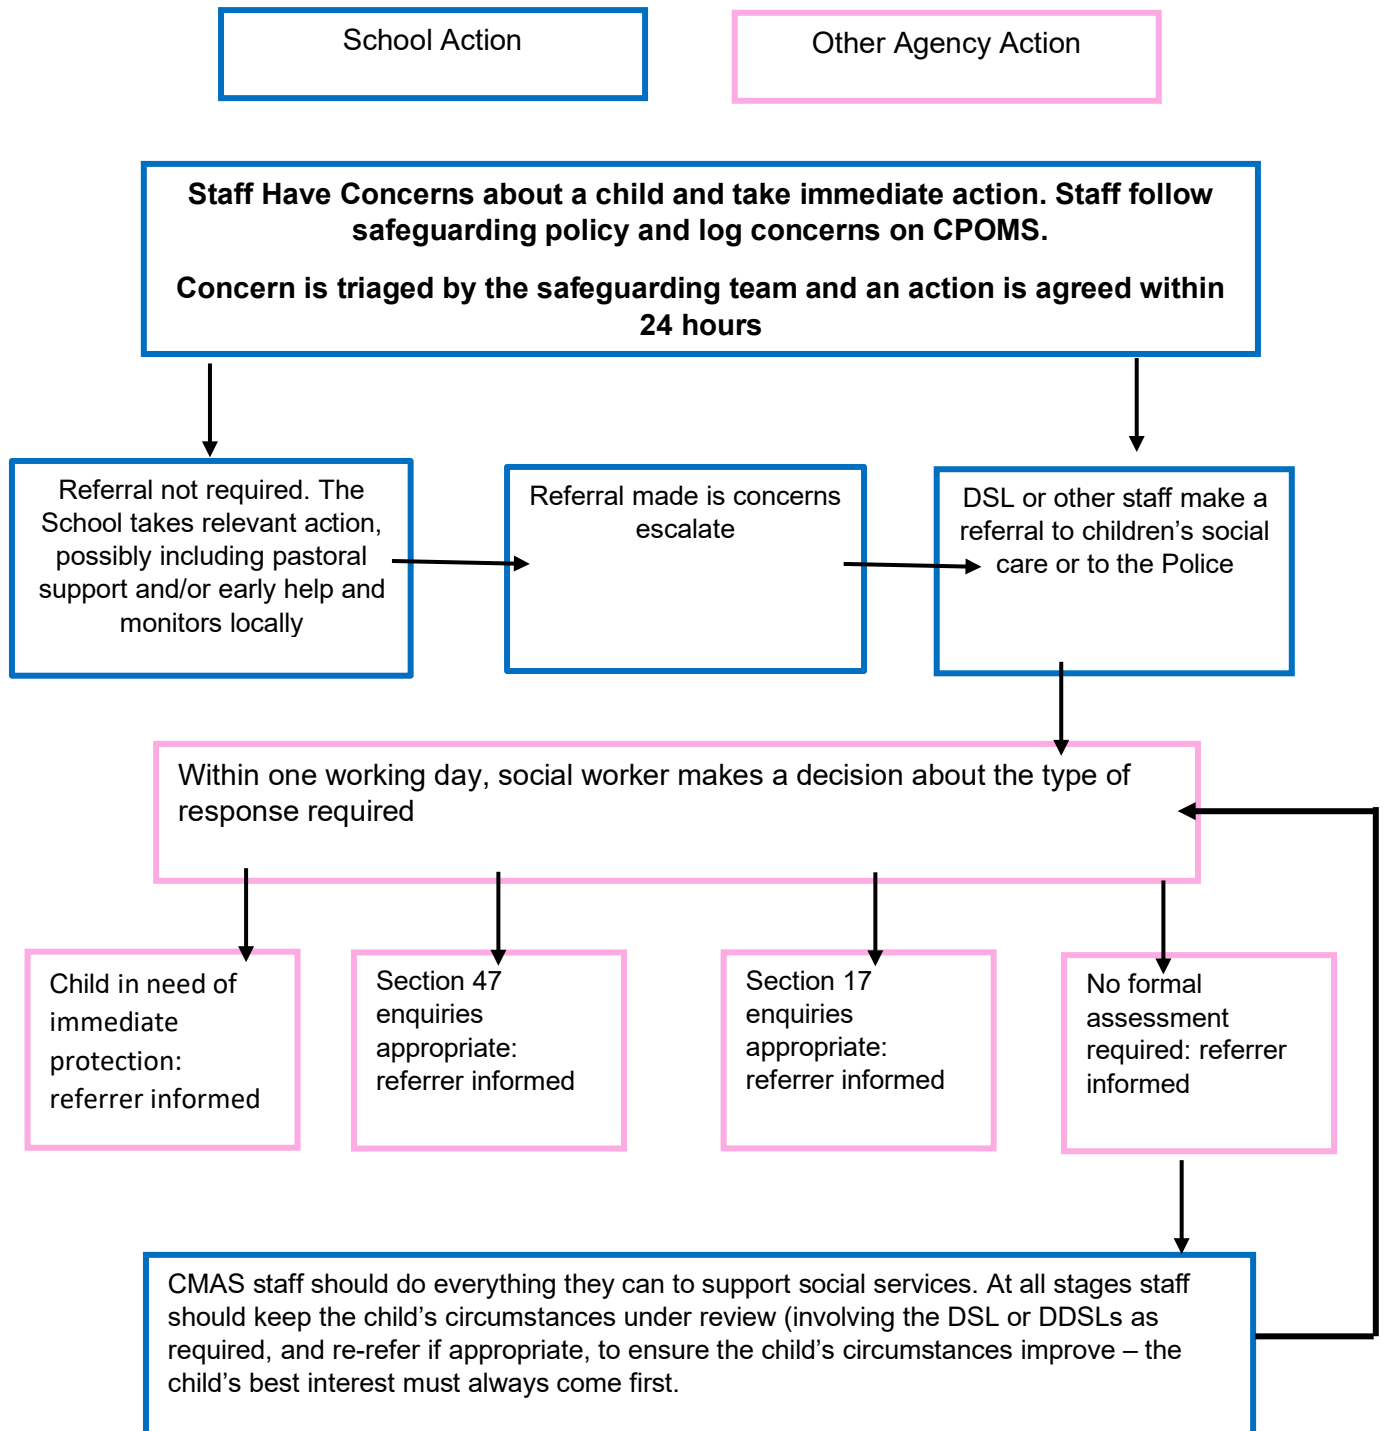 School Action
Other Agency Action
Staff Have Concerns about a child and take immediate action. Staff follow
safeguarding policy and log concerns on CPOMS.
Concern is triaged by the safeguarding team and an action is agreed within
24 hours
Referral not required. The
School takes relevant action,
possibly including pastoral
support and/or early help and
monitors locally
Referral made is concerns
escalate
DSL or other staff make a
referral to children’s social
care or to the Police
Within one working day, social worker makes a decision about the type of
response required
Child in need of
immediate
protection:
referrer informed
Section 47
enquiries
appropriate:
referrer informed
Section 17
enquiries
appropriate:
referrer informed
No formal
assessment
required: referrer
informed
CMAS staff should do everything they can to support social services. At all stages staff
should keep the child’s circumstances under review (involving the DSL or DDSLs as
required, and re-refer if appropriate, to ensure the child’s circumstances improve – the
child’s best interest must always come first.